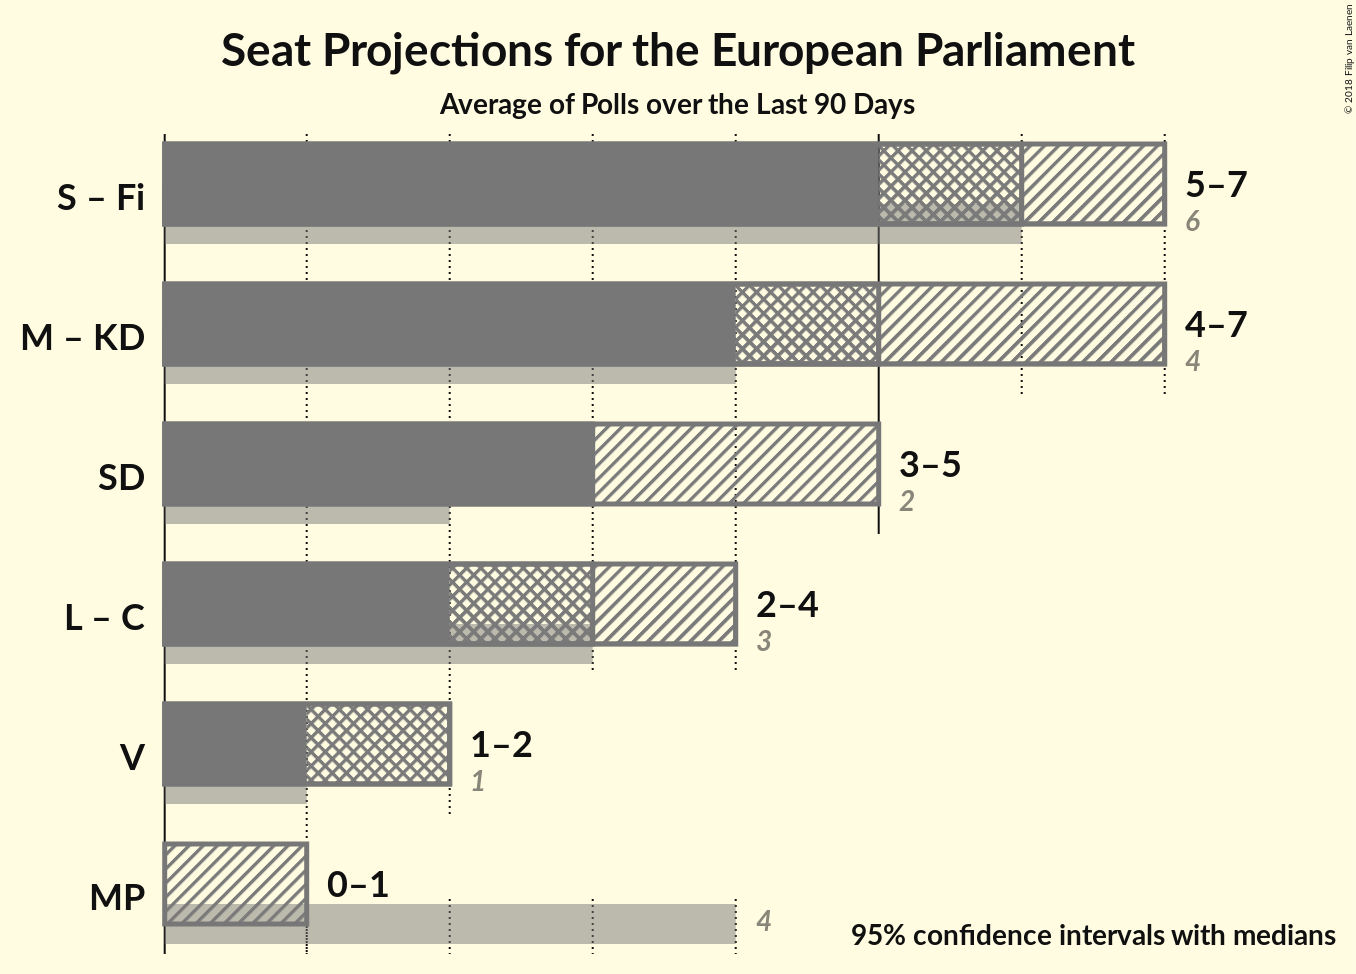 Seat Projections for the European Parliament
Average of Polls over the Last 90 Days
© 2018 Filip van Laenen
S – Fi
5–7
6
M – KD
4–7
4
SD
3–5
2
L – C
2–4
3
V
1–2
1
MP
0–1
4
95% confidence intervals with medians